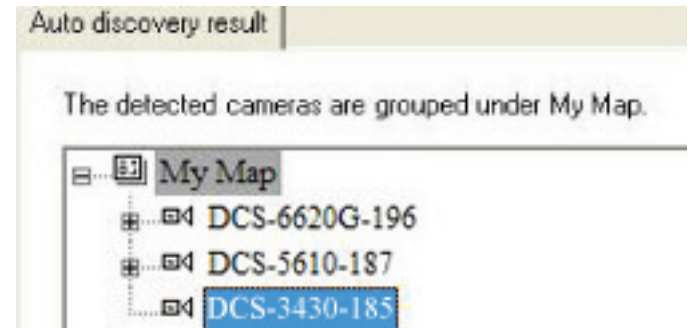 Auto discovery result
The detected cameras are grouped under My Map.
My Map
DCS-6620G-196
DCS-5610-187
DCS-3430-185